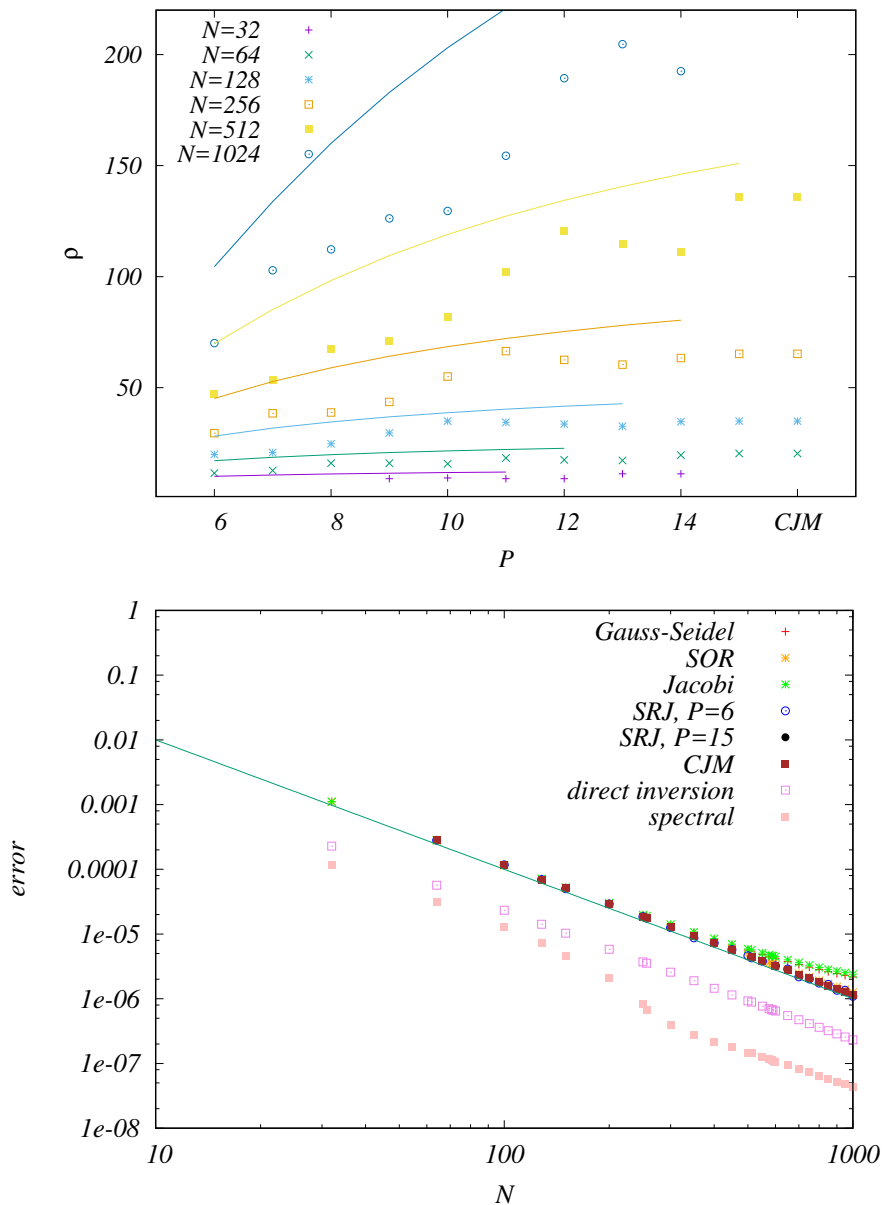 200
150
100
50
ρ
N=32
N=64
N=128
N=256
N=512
N=1024
6 8 10 12 14 CJM
P
1
0.1
0.01
0.001
0.0001
1e-05
1e-06
1e-07
1e-08
error
Gauss-Seidel
SOR
Jacobi
SRJ, P=6
SRJ, P=15
CJM
direct inversion
spectral
10 100 1000
N